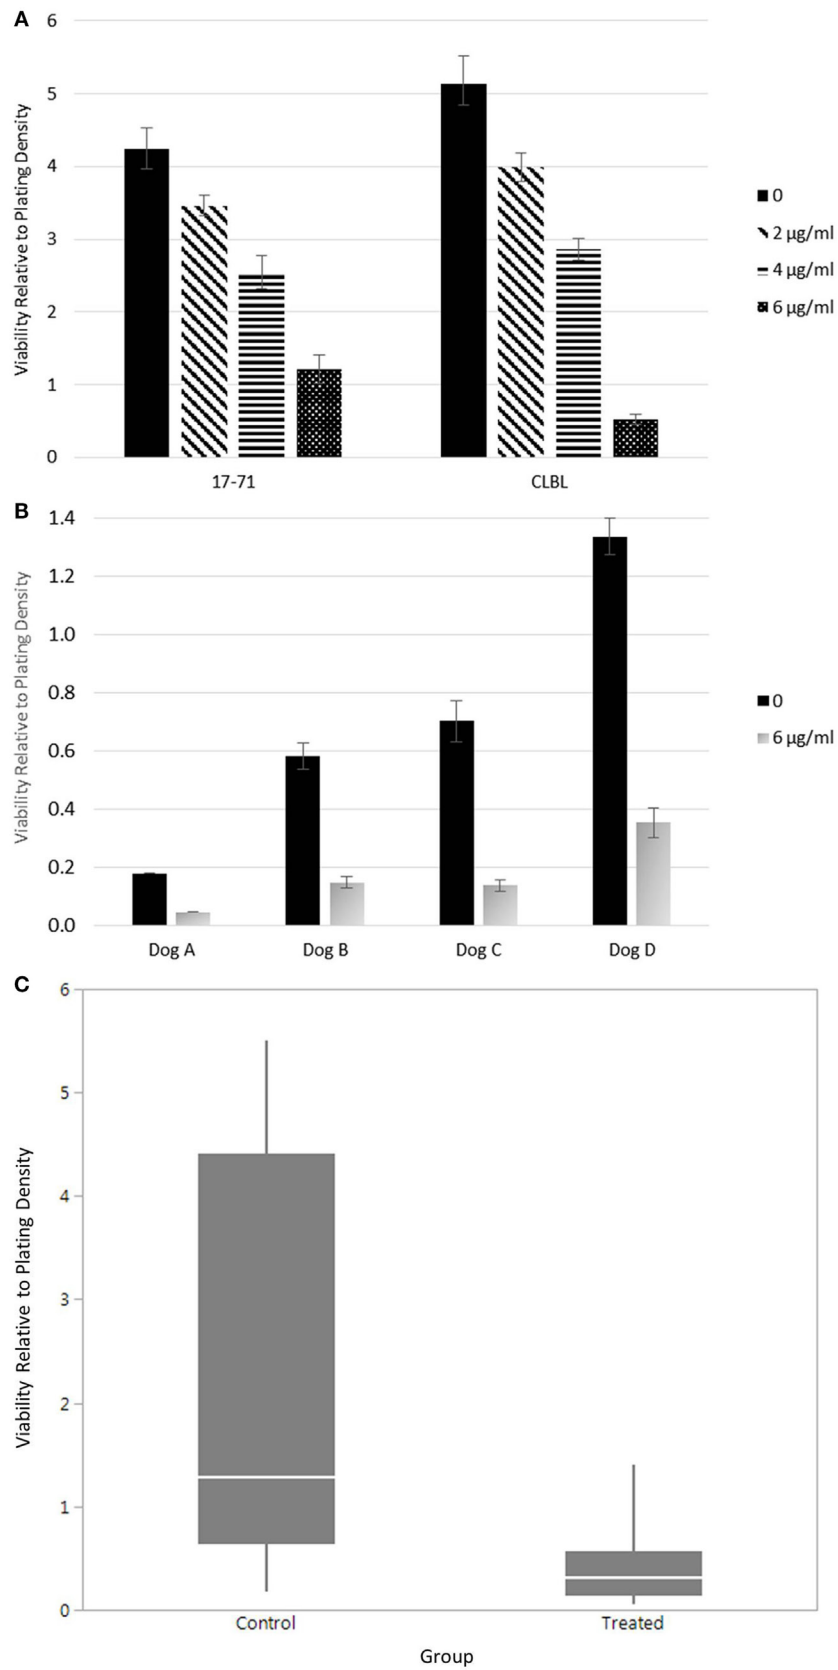 A
6
5
4
3
2
1
0
Viability Relative to Plating Density
17-71
CLBL
0
2 µg/ml
4 µg/ml
6 µg/ml
B
1.4
1.2
1.0
0.8
0.6
0.4
0.2
0.0
Viability Relative to Plating Density
Dog A
Dog B
Dog C
Dog D
0
6 µg/ml
C
6
5
4
3
2
1
0
Viability Relative to Plating Density
Control
Treated
Group